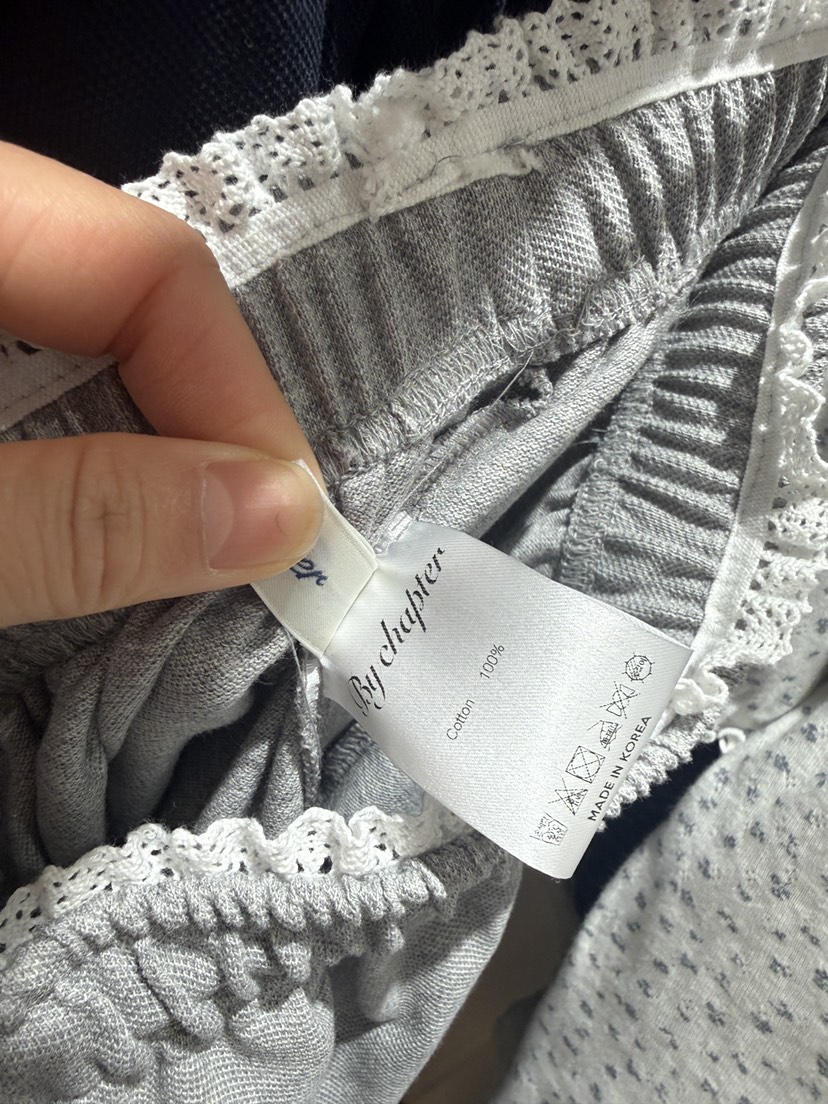 By chapter
Cotton 100%
MADE IN KOREA